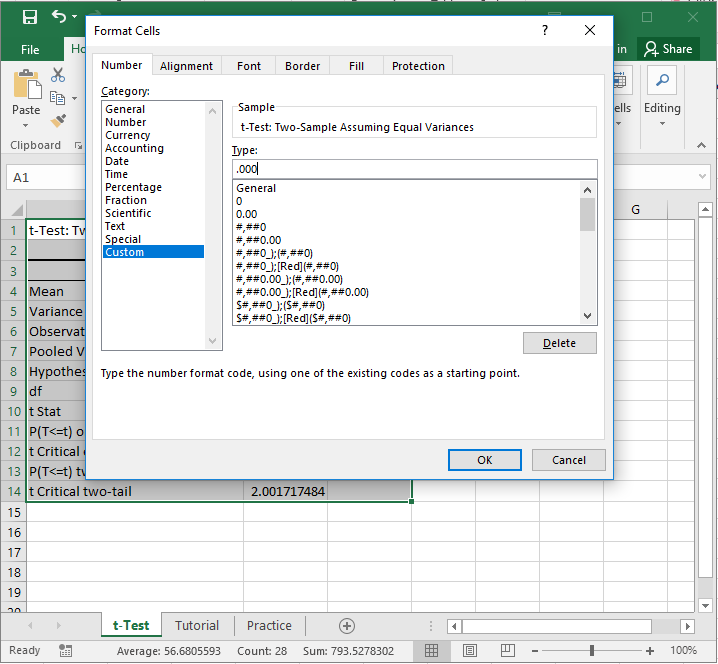 Format Cells
?
File
Ho
in
Share
Number
Alignment
Font
Border
Fill
Protection
Paste
Clipboard
ells
Editing
Category:
General
Number
Currency
Accounting
Date
Time
Percentage
Fraction
Scientific
Text
Special
Custom
Sample
t-Test: Two-Sample Assuming Equal Variances
Type:
.000
General
0
0.00
#,##0
#,##0.00
#,##0_);(#,##0)
#,##0_);[Red](#,##0)
#,##0.00_);(#,##0.00)
#,##0.00_);[Red](#,##0.00)
$#,##0_);($#,##0)
$#,##0_);[Red]($#,##0)
Delete
Type the number format code, using one of the existing codes as a starting point.
OK
Cancel
A1
G
1 t-Test: Tw
2
3
4 Mean
5 Variance
6 Observat
7 Pooled V
8 Hypothes
9 df
10 t Stat
11 P(T<=t) o
12 t Critical
13 P(T<=t) tw
14 t Critical two-tail 2.001717484
15
16
17
18
19
20
t-Test Tutorial Practice
Ready Average: 56.6805593 Count: 28 Sum: 793.5278302 100%